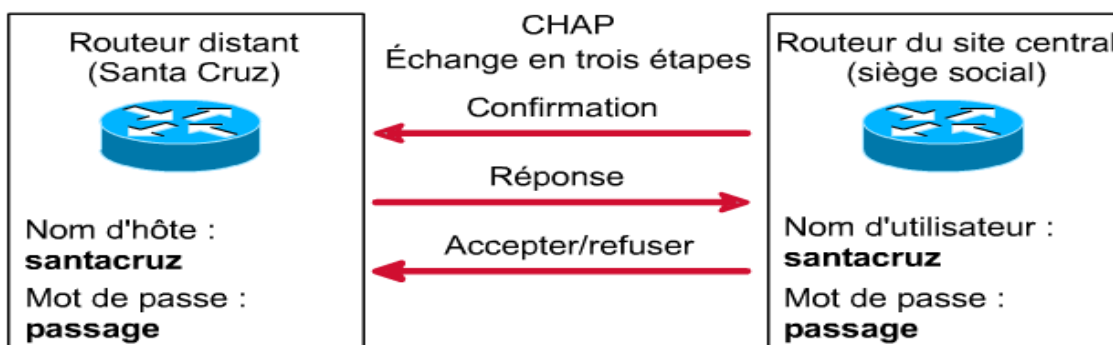 Routeur distant
(Santa Cruz)
Nom d'hôte :
santacruz
Mot de passe :
passage
CHAP
Échange en trois étapes
Confirmation
Réponse
Accepter/refuser
Routeur du site central
(siège social)
Nom d'utilisateur :
santacruz
Mot de passe :
passage